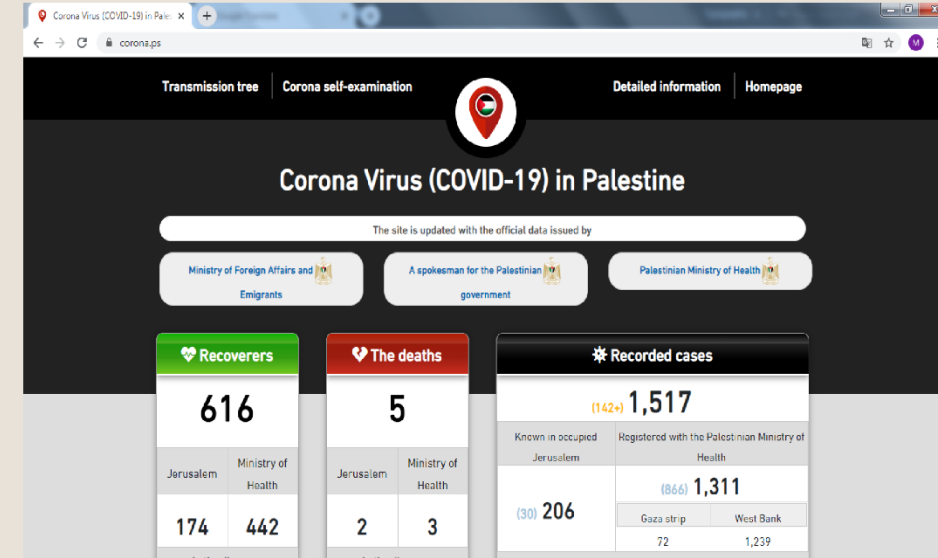 Corona Virus (COVID-19) in Pales
corona.ps
M
Transmission tree
Corona self-examination
Detailed information
Homepage
Corona Virus (COVID-19) in Palestine
The site is updated with the official data issued by
Ministry of Foreign Affairs and
Emigrants
A spokesman for the Palestinian
government
Palestinian Ministry of Health
Recoverers
616
Jerusalem
Ministry of
Health
174
442
The deaths
5
Jerusalem
Ministry of
Health
2
3
Recorded cases
(142+) 1,517
Known in occupied
Jerusalem
Registered with the Palestinian Ministry of
Health
(30) 206
(866) 1,311
Gaza strip
West Bank
72
1,239